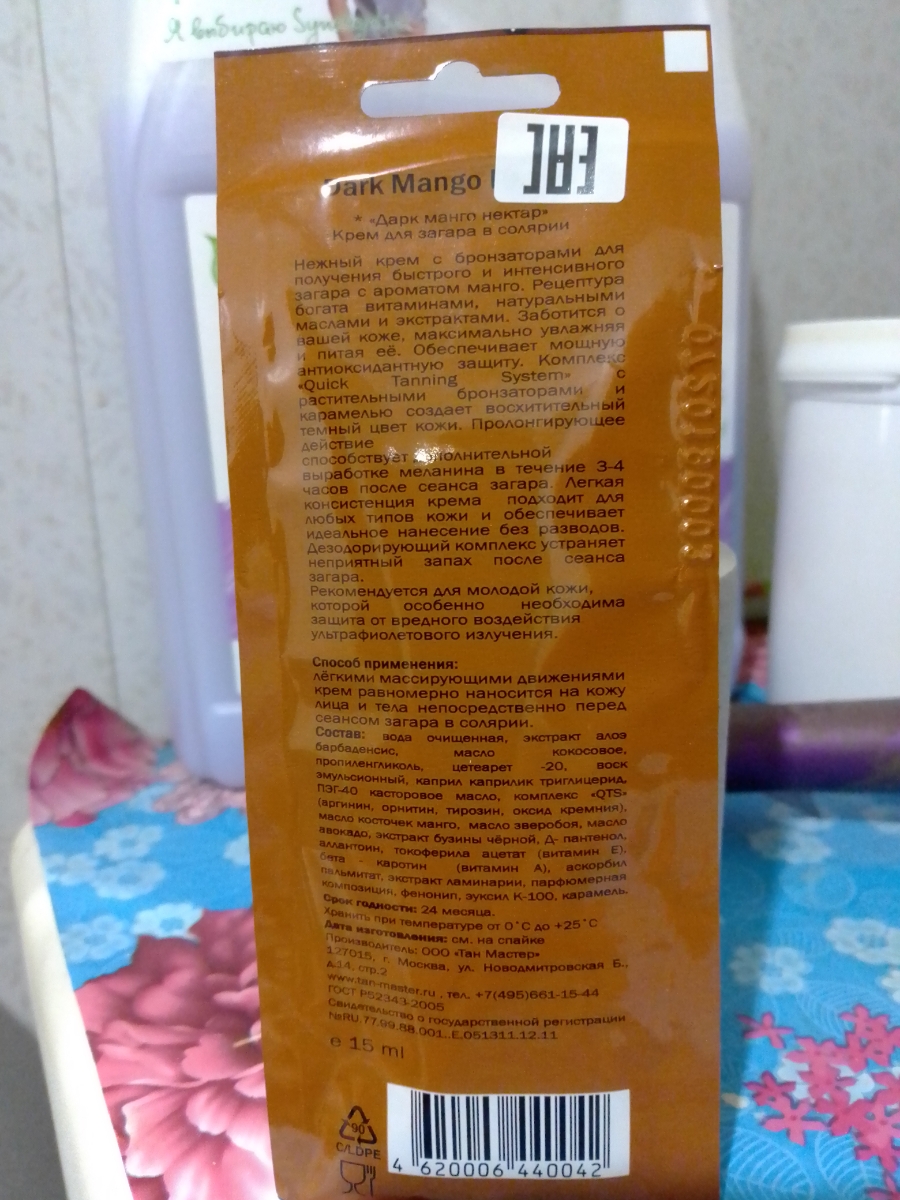 Я выбираю
EAC
Dark Mango
* «Дарк манго нектар»
Крем для загара в солярии
Нежный крем с бронзаторами для
получения быстрого и интенсивного
загара с ароматом манго. Рецептура
богата витаминами, натуральными
маслами и экстрактами. Заботится о
вашей коже, максимально увлажняя
и питая её. Обеспечивает мощную
антиоксидантную защиту. Комплекс
«Quick Tanning System» с
растительными бронзаторами и
карамелью создает восхитительный
темный цвет кожи. Пролонгирующее
действие
способствует дополнительной
выработке меланина в течение 3-4
часов после сеанса загара. Легкая
консистенция крема подходит для
любых типов кожи и обеспечивает
идеальное нанесение без разводов.
Дезодорирующий комплекс устраняет
неприятный запах после сеанса
загара.
Рекомендуется для молодой кожи,
которой особенно необходима
защита от вредного воздействия
ультрафиолетового излучения.
Способ применения:
лёгкими массирующими движениями
крем равномерно наносится на кожу
лица и тела непосредственно перед
сеансом загара в солярии.
Состав: вода очищенная, экстракт алоэ
барбаденсис, масло кокосовое,
пропиленгликоль, цетеарет -20, воск
эмульсионный, каприл каприлик триглицерид,
ПЭГ-40 касторовое масло, комплекс «QTS»
(аргинин, орнитин, тирозин, оксид кремния),
масло косточек манго, масло зверобоя, масло
авокадо, экстракт бузины чёрной, Д- пантенол,
аллантоин, токоферила ацетат (витамин Е),
бета - каротин (витамин А), аскорбил
пальмитат, экстракт ламинарии, парфюмерная
композиция, фенонип, эуксил К-100, карамель.
Срок годности: 24 месяца.
Хранить при температуре от 0˚С до +25˚С
Дата изготовления: см. на спайке
Производитель: ООО «Тан Мастер»
127015, г. Москва, ул. Новодмитровская Б.,
д.14, стр.2
www.tan-master.ru , тел. +7(495)661-15-44
ГОСТ Р52343-2005
Свидетельство о государственной регистрации
№RU.77.99.88.001..Е.051311.12.11
e 15 ml
90
C/LDPE
4 620006 440042